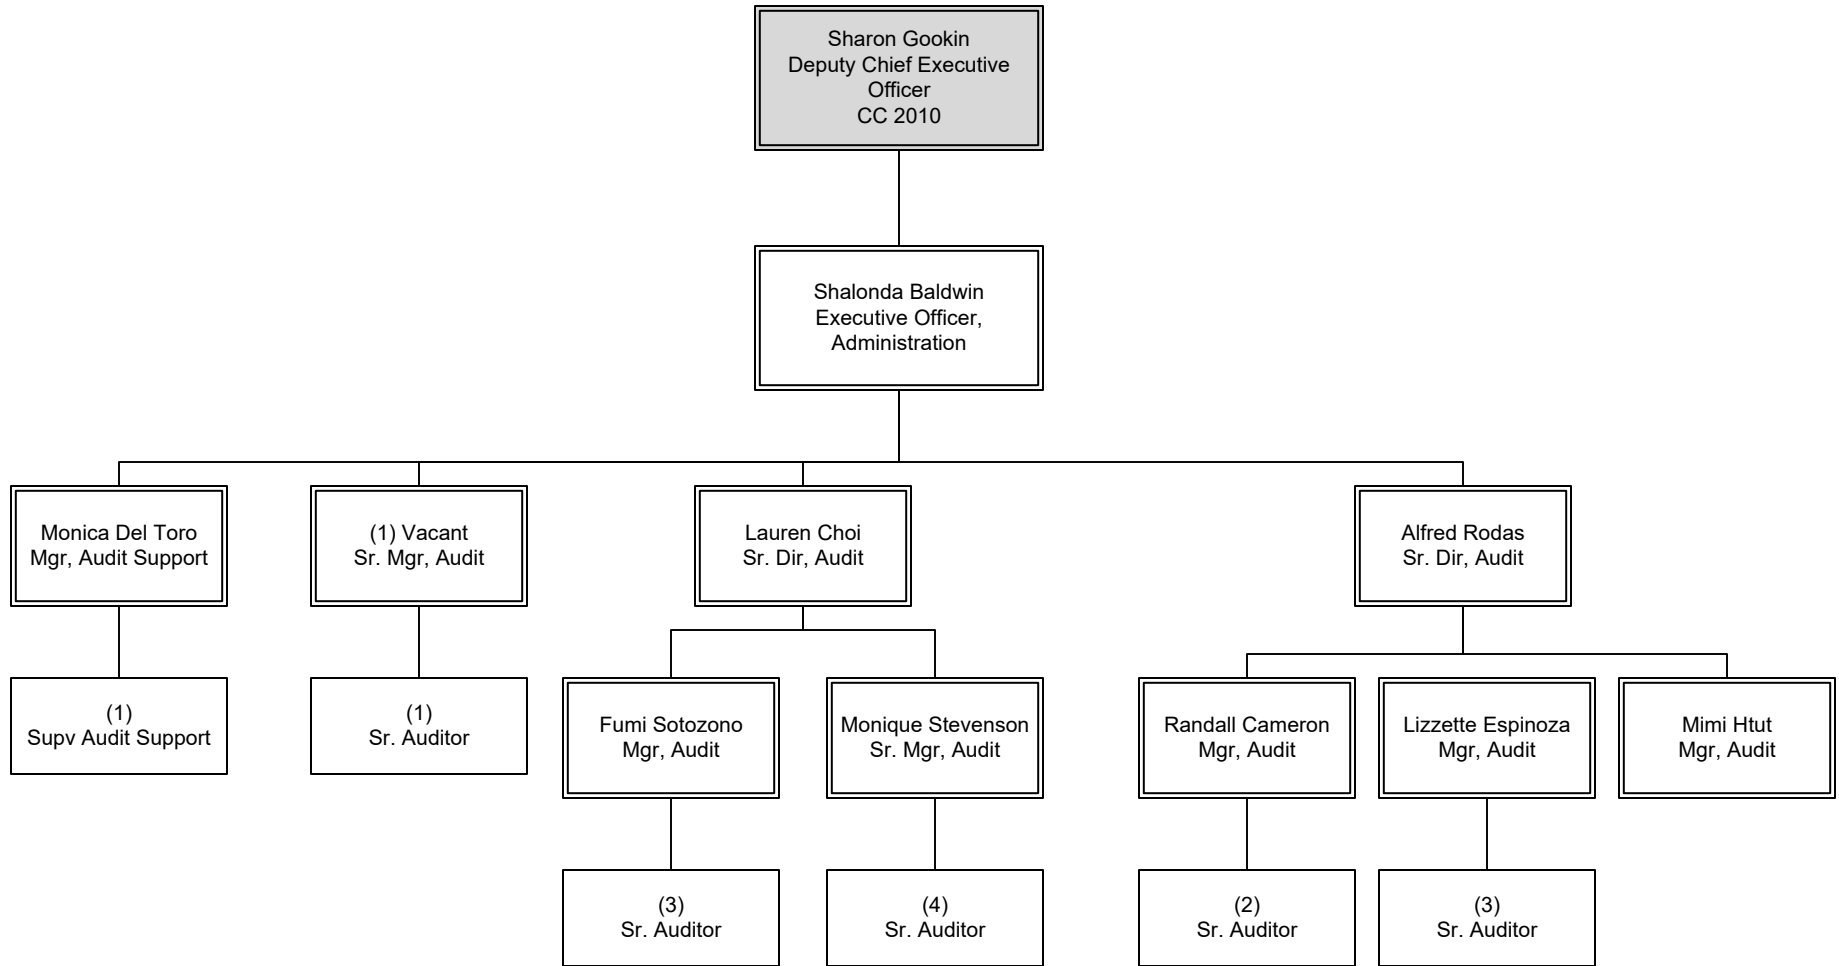 Sharon Gookin
Deputy Chief Executive
Officer
CC 2010
Shalonda Baldwin
Executive Officer,
Administration
Monica Del Toro
Mgr, Audit Support
(1) Vacant
Sr. Mgr, Audit
Lauren Choi
Sr. Dir, Audit
Alfred Rodas
Sr. Dir, Audit
(1)
Supv Audit Support
(1)
Sr. Auditor
Fumi Sotozono
Mgr, Audit
Monique Stevenson
Sr. Mgr, Audit
Randall Cameron
Mgr, Audit
Lizzette Espinoza
Mgr, Audit
Mimi Htut
Mgr, Audit
(3)
Sr. Auditor
(4)
Sr. Auditor
(2)
Sr. Auditor
(3)
Sr. Auditor